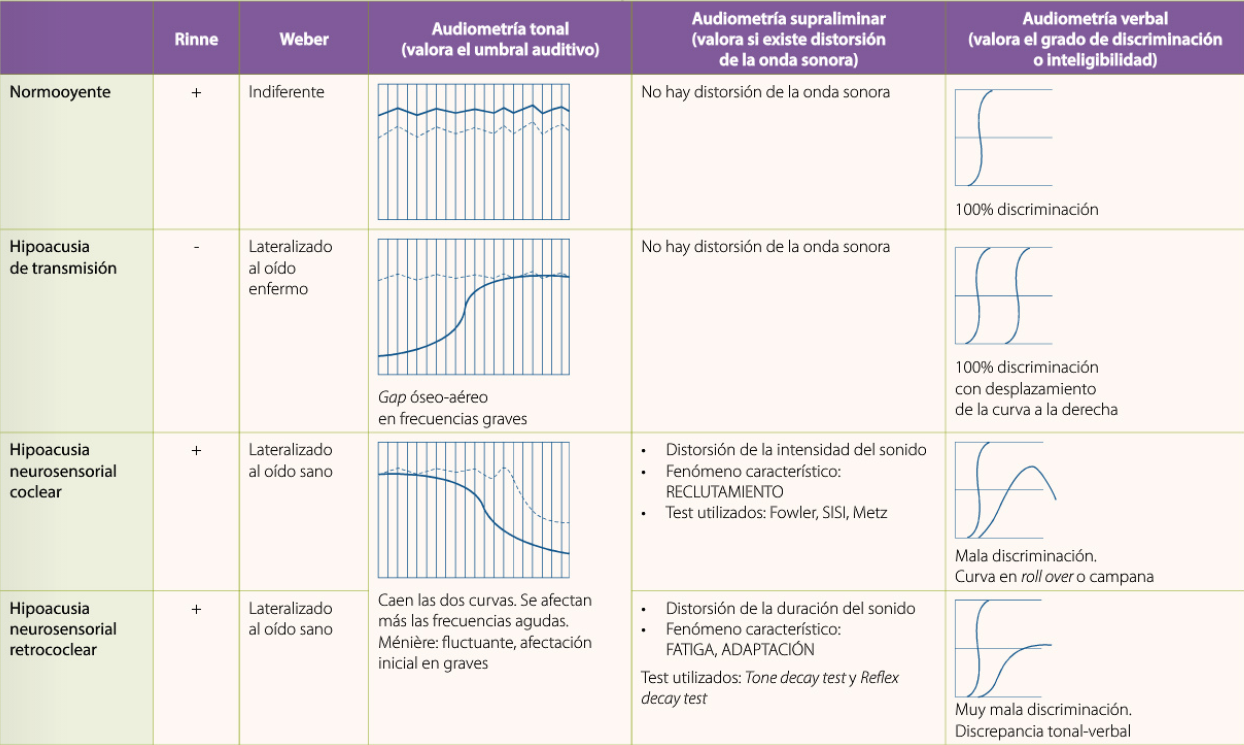 Rinne
Weber
Audiometría tonal
(valora el umbral auditivo)
Audiometría supraliminar
(valora si existe distorsión
de la onda sonora)
Audiometría verbal
(valora el grado de discriminación
o inteligibilidad)
Normooyente
+
Indiferente
No hay distorsión de la onda sonora
100% discriminación
Hipoacusia
de transmisión
-
Lateralizado
al oído
enfermo
Gap óseo-aéreo
en frecuencias graves
No hay distorsión de la onda sonora
100% discriminación
con desplazamiento
de la curva a la derecha
Hipoacusia
neurosensorial
coclear
+
Lateralizado
al oído sano
Caen las dos curvas. Se afectan
más las frecuencias agudas.
Ménière: fluctuante, afectación
inicial en graves
• Distorsión de la intensidad del sonido
• Fenómeno característico:
RECLUTAMIENTO
• Test utilizados: Fowler, SISI, Metz
Mala discriminación.
Curva en roll over o campana
Hipoacusia
neurosensorial
retrococlear
+
Lateralizado
al oído sano
• Distorsión de la duración del sonido
• Fenómeno característico:
FATIGA, ADAPTACIÓN
Test utilizados: Tone decay test y Reflex
decay test
Muy mala discriminación.
Discrepancia tonal-verbal